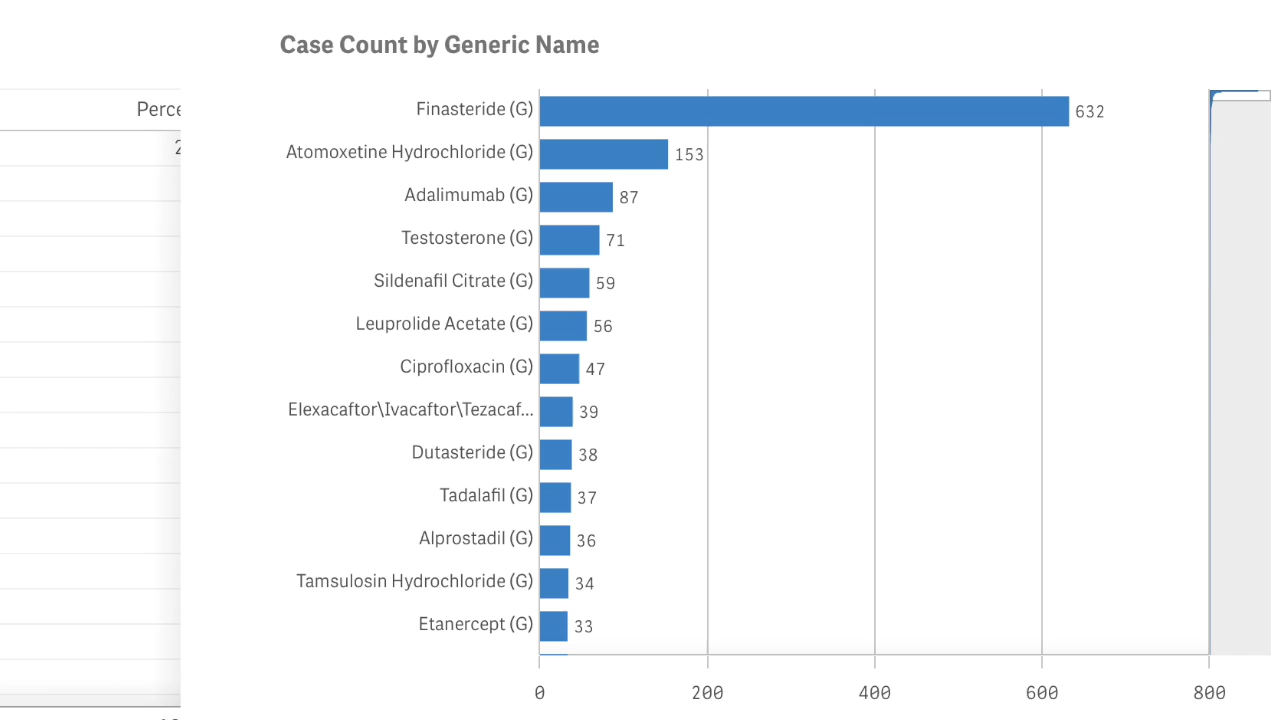 Case Count by Generic Name
Perce
2
Finasteride (G) 632
Atomoxetine Hydrochloride (G) 153
Adalimumab (G) 87
Testosterone (G) 71
Sildenafil Citrate (G) 59
Leuprolide Acetate (G) 56
Ciprofloxacin (G) 47
Elexacaftor\Ivacaftor\Tezacaf... 39
Dutasteride (G) 38
Tadalafil (G) 37
Alprostadil (G) 36
Tamsulosin Hydrochloride (G) 34
Etanercept (G) 33
0 200 400 600 800